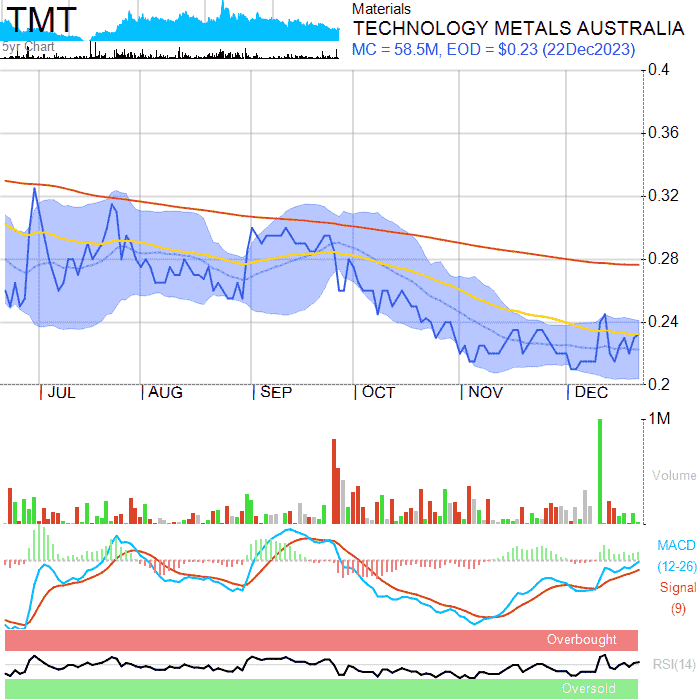 TMT
5yr Chart
Materials
TECHNOLOGY METALS AUSTRALIA
MC = 58.5M, EOD = $0.23 (22Dec2023)
0.4
0.36
0.32
0.28
0.24
0.2
JUL AUG SEP OCT NOV DEC
1M
Volume
MACD
(12-26)
Signal
(9)
Overbought
RSI(14)
Oversold